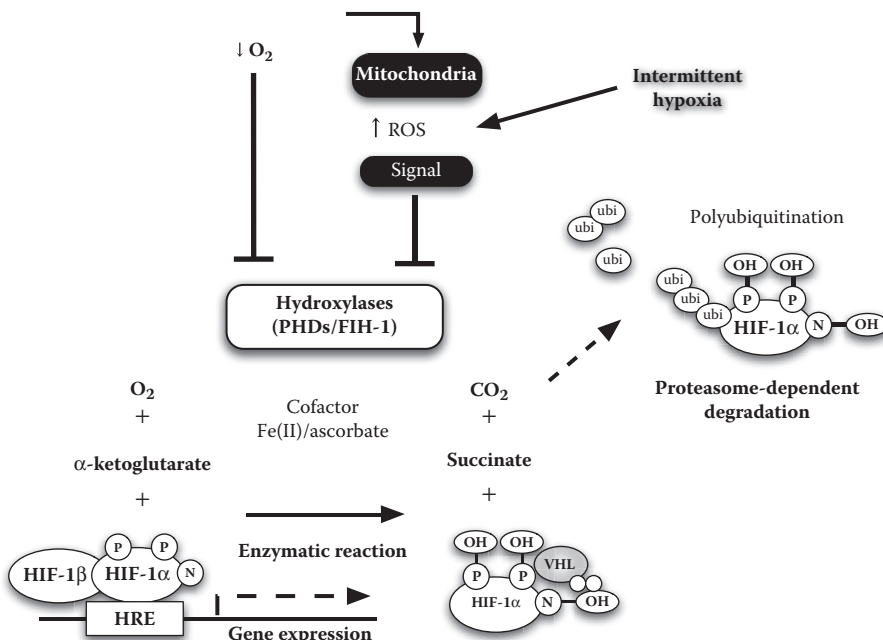 ↓ O₂
Mitochondria
Intermittent
hypoxia
↑ ROS
Signal
ubi
ubi
ubi
Polyubiquitination
OH
OH
ubi
ubi
ubi
P
P
HIF-1α
N
OH
Hydroxylases
(PHDs/FIH-1)
Proteasome-dependent
degradation
O₂
+
α-ketoglutarate
+
Cofactor
Fe(II)/ascorbate
CO₂
+
Succinate
+
Enzymatic reaction
HIF-1β
P
P
HIF-1α
N
HRE
Gene expression
OH
OH
VHL
P
P
HIF-1α
N
OH